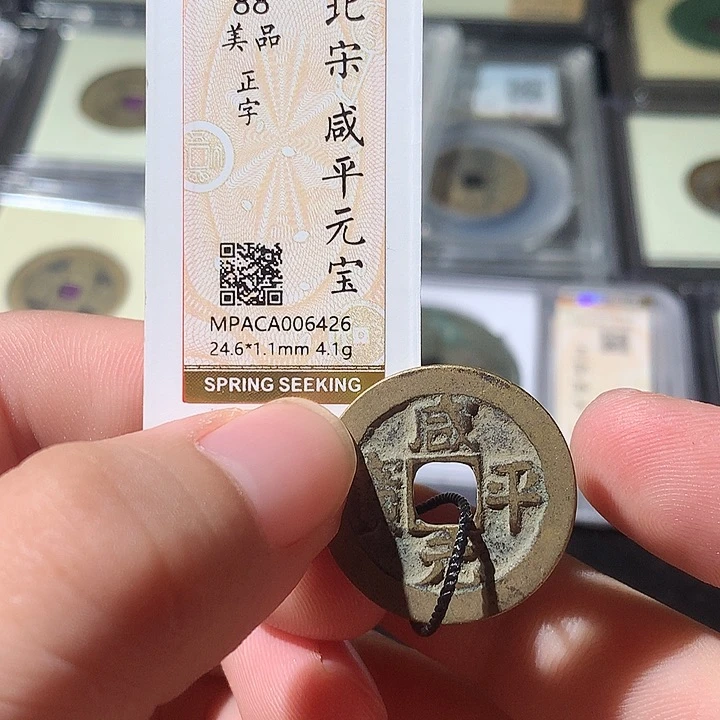 北宋咸平元宝
88
美品
正字
MPACA006426
24.6*1.1mm 4.1g
SPRING SEEKING
咸平元